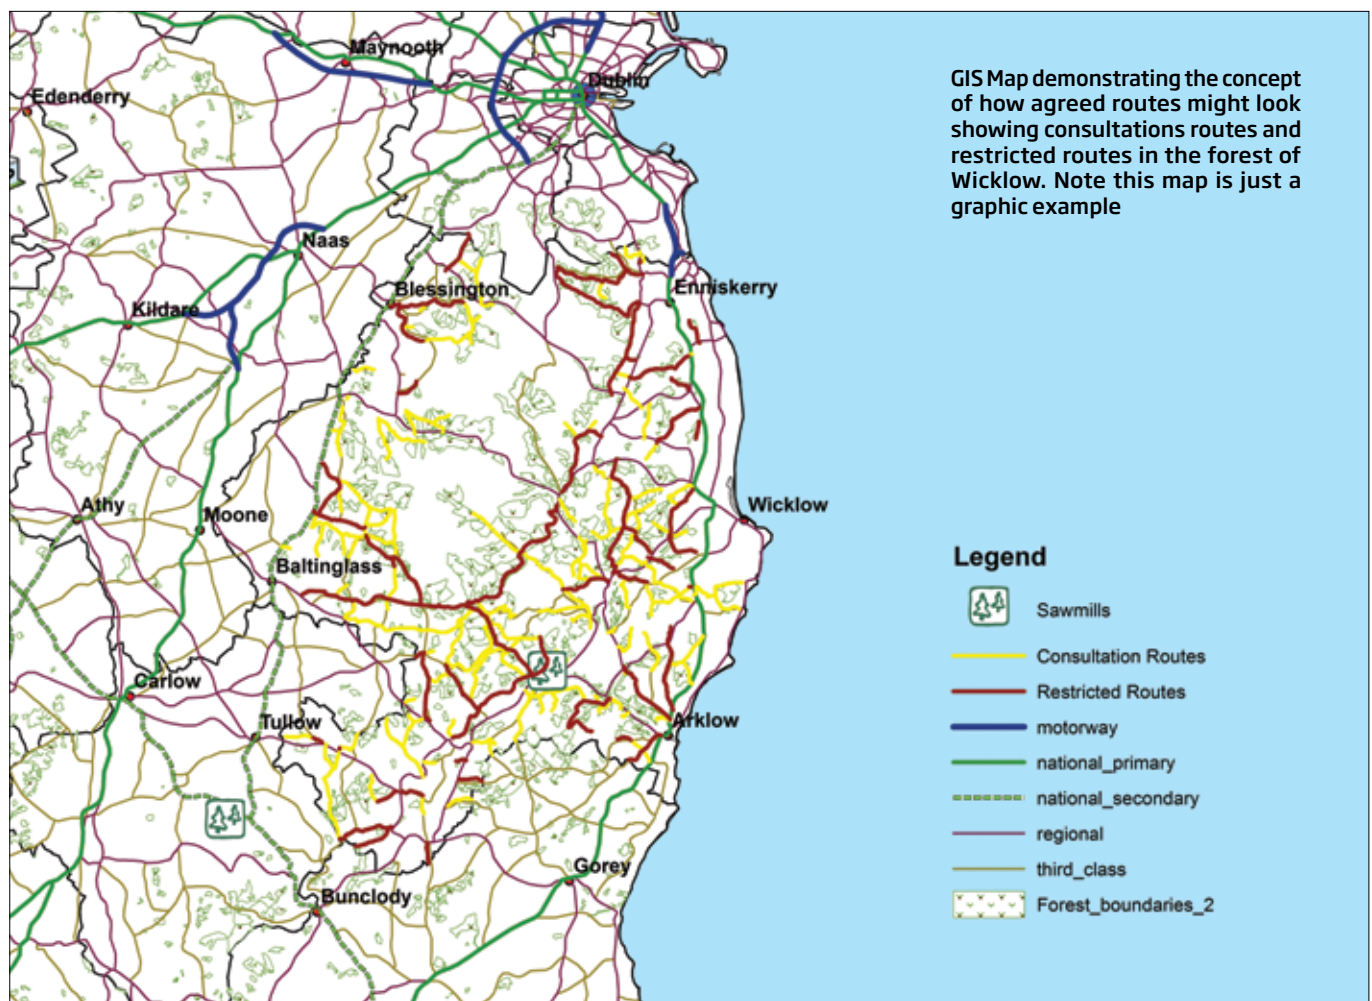 Maynooth
Dublin
Edenderry
GIS Map demonstrating the concept
of how agreed routes might look
showing consultations routes and
restricted routes in the forest of
Wicklow. Note this map is just a
graphic example
Naas
Blessington
Enniskerry
Kildare
Athy
Moone
Wicklow
Baltinglass
Legend
Sawmills
Consultation Routes
Restricted Routes
motorway
national_primary
national_secondary
regional
third_class
Forest_boundaries_2
Carlow
Tullow
Arklow
Gorey
Bunclody